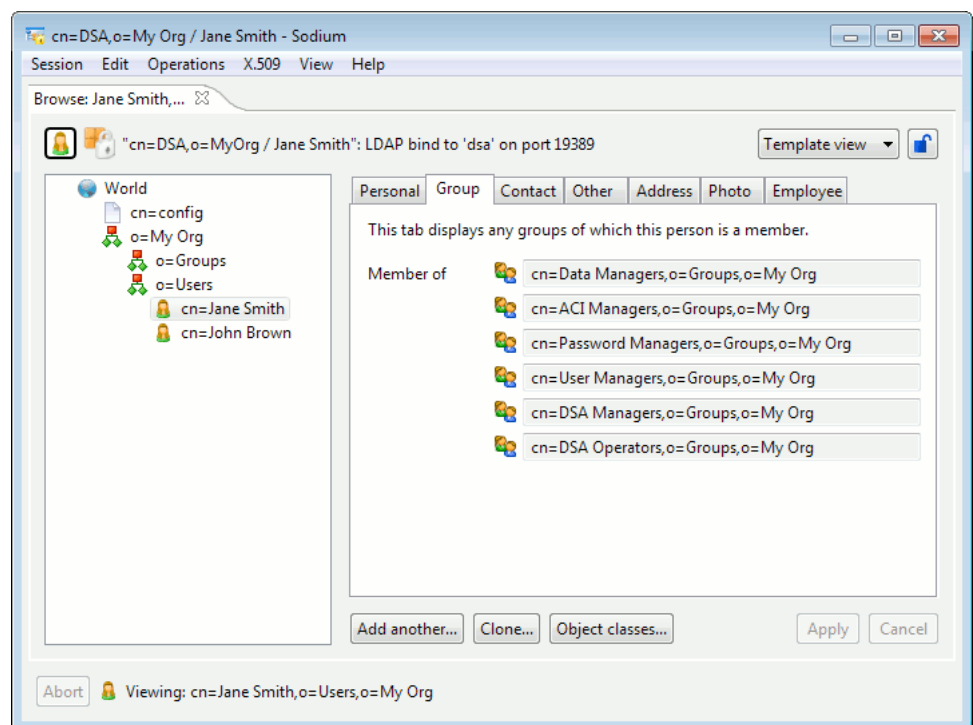 cn=DSA,o=My Org / Jane Smith - Sodium
Session Edit Operations X.509 View Help
Browse: Jane Smith,...
"cn=DSA,o=MyOrg / Jane Smith": LDAP bind to 'dsa' on port 19389
Template view
World
cn=config
o=My Org
o=Groups
o=Users
cn=Jane Smith
cn=John Brown
Personal Group Contact Other Address Photo Employee
This tab displays any groups of which this person is a member.
Member of
cn=Data Managers,o=Groups,o=My Org
cn=ACI Managers,o=Groups,o=My Org
cn=Password Managers,o=Groups,o=My Org
cn=User Managers,o=Groups,o=My Org
cn=DSA Managers,o=Groups,o=My Org
cn=DSA Operators,o=Groups,o=My Org
Add another... Clone... Object classes... Apply Cancel
Abort Viewing: cn=Jane Smith,o=Users,o=My Org